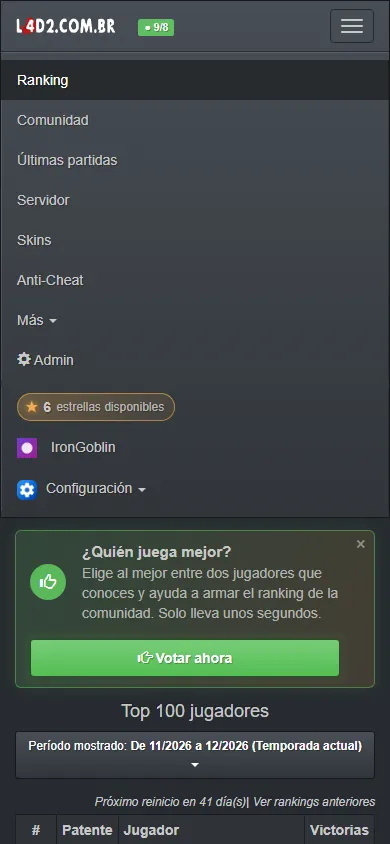 L4D2.COM.BR
● 9/8
Ranking
Comunidad
Últimas partidas
Servidor
Skins
Anti-Cheat
Más
Admin
★ 6 estrellas disponibles
IronGoblin
Configuración
¿Quién juega mejor?
×
Elige al mejor entre dos jugadores que
conoces y ayuda a armar el ranking de la
comunidad. Solo lleva unos segundos.
Votar ahora
Top 100 jugadores
Período mostrado: De 11/2026 a 12/2026 (Temporada actual)
Próximo reinicio en 41 día(s)| Ver rankings anteriores
# Patente Jugador Victorias